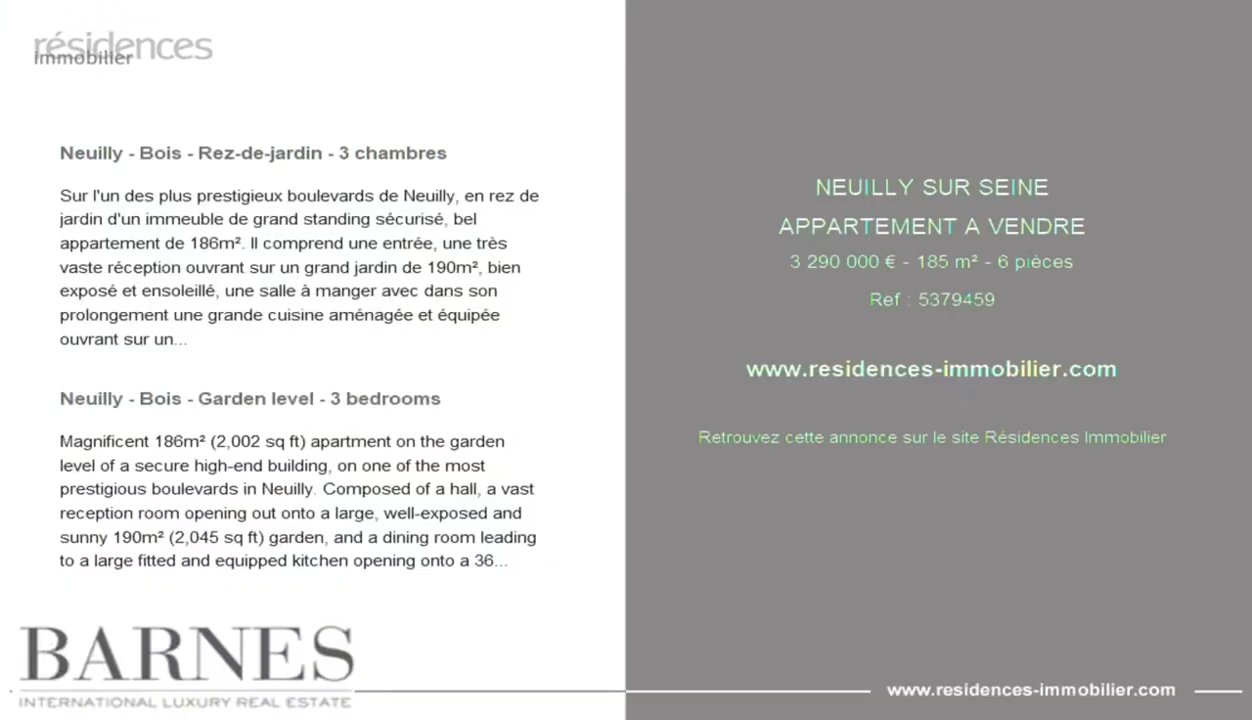 résidences
immobilier
Neuilly - Bois - Rez-de-jardin - 3 chambres
Sur l'un des plus prestigieux boulevards de Neuilly, en rez de
jardin d'un immeuble de grand standing sécurisé, bel
appartement de 186m². Il comprend une entrée, une très
vaste réception ouvrant sur un grand jardin de 190m², bien
exposé et ensoleillé, une salle à manger avec dans son
prolongement une grande cuisine aménagée et équipée
ouvrant sur un...
Neuilly - Bois - Garden level - 3 bedrooms
Magnificent 186m² (2,002 sq ft) apartment on the garden
level of a secure high-end building, on one of the most
prestigious boulevards in Neuilly. Composed of a hall, a vast
reception room opening out onto a large, well-exposed and
sunny 190m² (2,045 sq ft) garden, and a dining room leading
to a large fitted and equipped kitchen opening onto a 36...
BARNES
INTERNATIONAL LUXURY REAL ESTATE
NEUILLY SUR SEINE
APPARTEMENT A VENDRE
3 290 000 € - 185 m² - 6 pièces
Ref : 5379459
www.residences-immobilier.com
Retrouvez cette annonce sur le site Résidences Immobilier
www.residences-immobilier.com